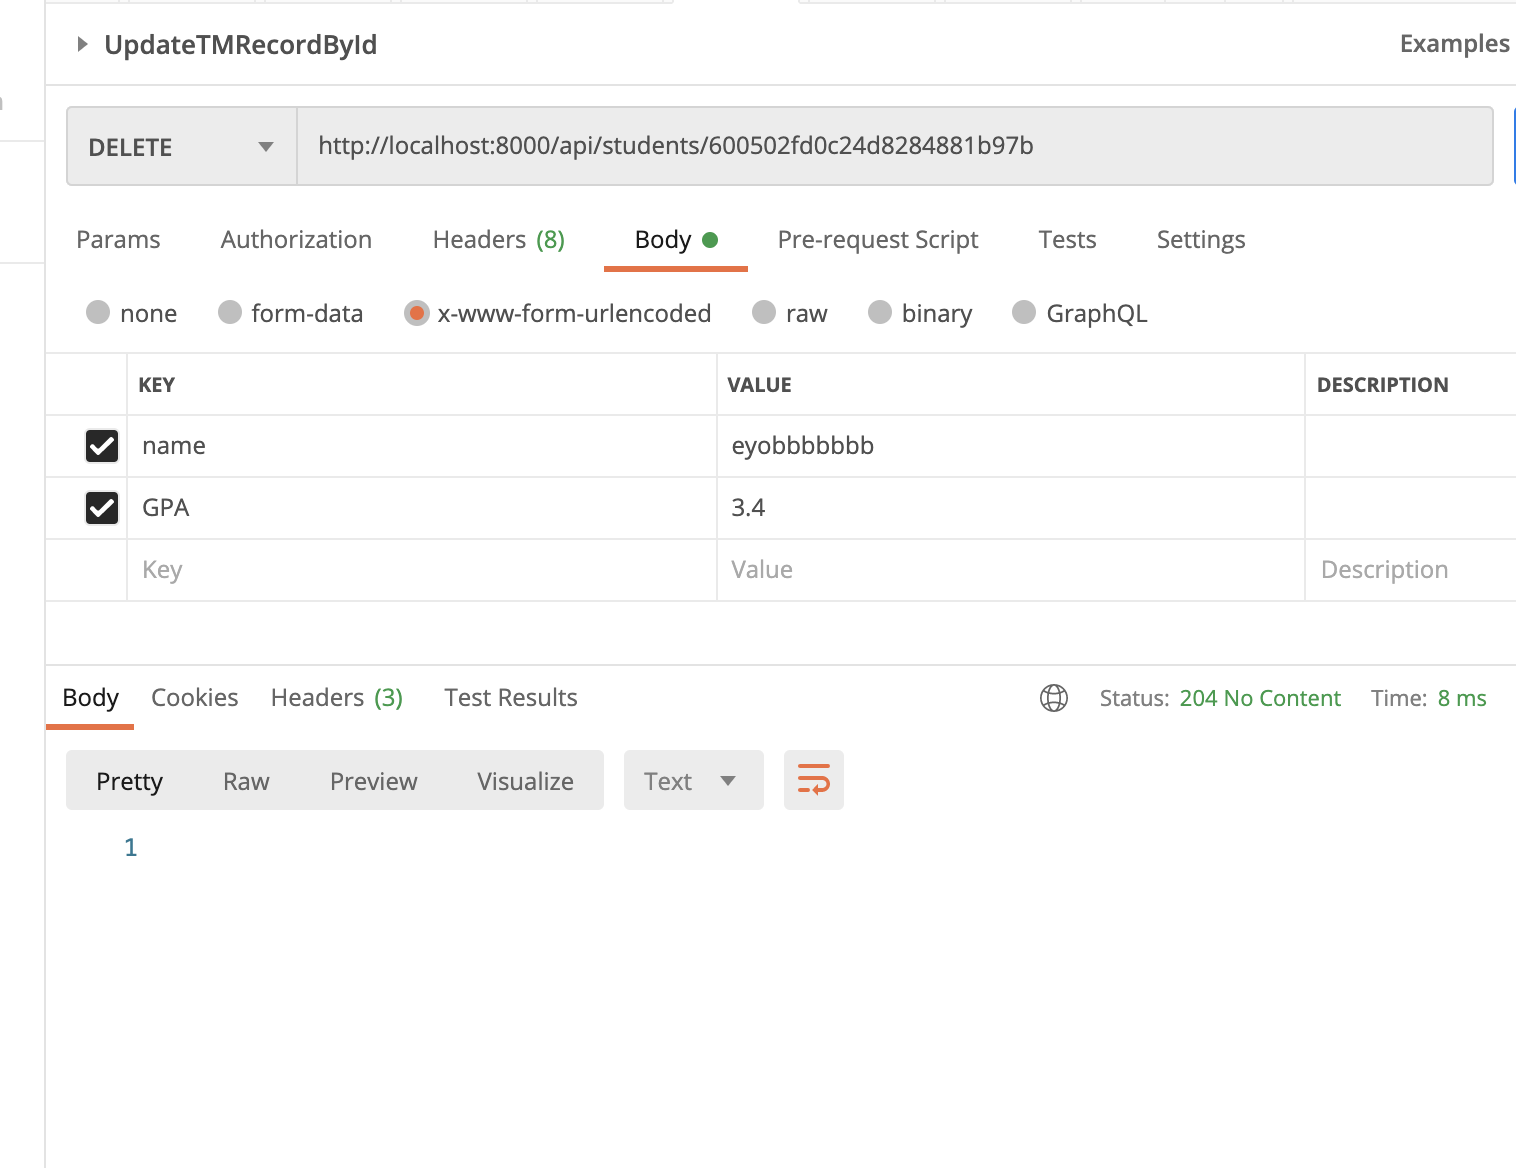 UpdateTMRecordById
Examples
DELETE
http://localhost:8000/api/students/600502fd0c24d8284881b97b
Params Authorization Headers (8) Body Pre-request Script Tests Settings
none form-data x-www-form-urlencoded raw binary GraphQL
KEY VALUE DESCRIPTION
name eyobbbbbbb
GPA 3.4
Key Value Description
Body Cookies Headers (3) Test Results Status: 204 No Content Time: 8 ms
Pretty Raw Preview Visualize Text
1